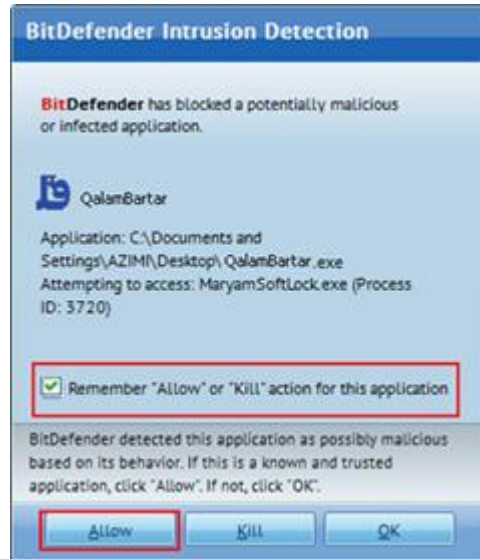 BitDefender Intrusion Detection
BitDefender has blocked a potentially malicious
or infected application.
QalamBartar
Application: C:\Documents and
Settings\AZIMI\Desktop\ QalamBartar.exe
Attempting to access: MaryamSoftLock.exe (Process
ID: 3720)
Remember "Allow" or "Kill" action for this application
BitDefender detected this application as possibly malicious
based on its behavior. If this is a known and trusted
application, click "Allow". If not, click "OK".
Allow Kill OK